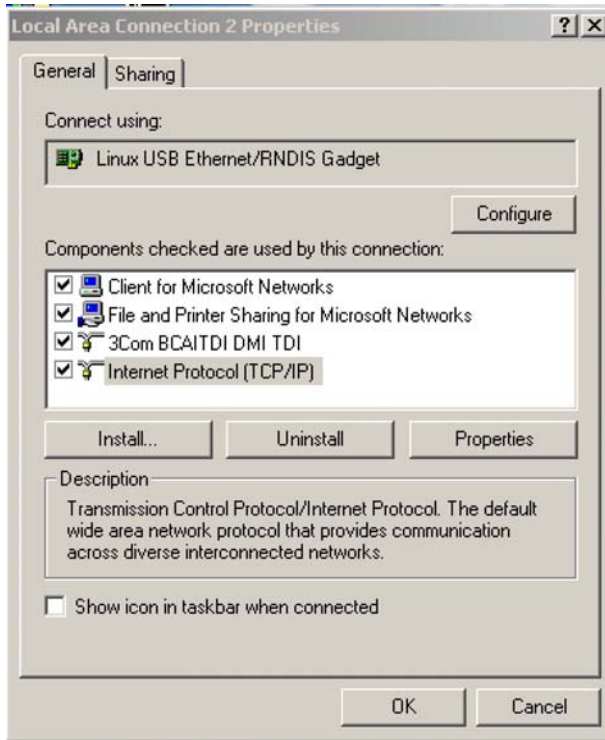 Local Area Connection 2 Properties
General
Sharing
Connect using:
Linux USB Ethernet/RNDIS Gadget
Configure
Components checked are used by this connection:
Client for Microsoft Networks
File and Printer Sharing for Microsoft Networks
3Com BCAITDI DMI TDI
Internet Protocol (TCP/IP)
Install...
Uninstall
Properties
Description
Transmission Control Protocol/Internet Protocol. The default
wide area network protocol that provides communication
across diverse interconnected networks.
Show icon in taskbar when connected
OK
Cancel